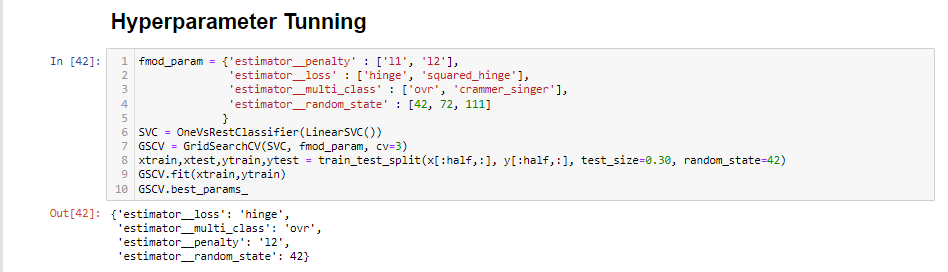 Hyperparameter Tunning
In [42]:
1 fmod_param = {'estimator__penalty' : ['l1', 'l2'],
2 'estimator__loss' : ['hinge', 'squared_hinge'],
3 'estimator__multi_class' : ['ovr', 'crammer_singer'],
4 'estimator__random_state' : [42, 72, 111]
5 }
6 SVC = OneVsRestClassifier(LinearSVC())
7 GSCV = GridSearchCV(SVC, fmod_param, cv=3)
8 xtrain,xtest,ytrain,ytest = train_test_split(x[:half,:], y[:half,:], test_size=0.30, random_state=42)
9 GSCV.fit(xtrain,ytrain)
10 GSCV.best_params_
Out[42]: {'estimator__loss': 'hinge',
'estimator__multi_class': 'ovr',
'estimator__penalty': 'l2',
'estimator__random_state': 42}